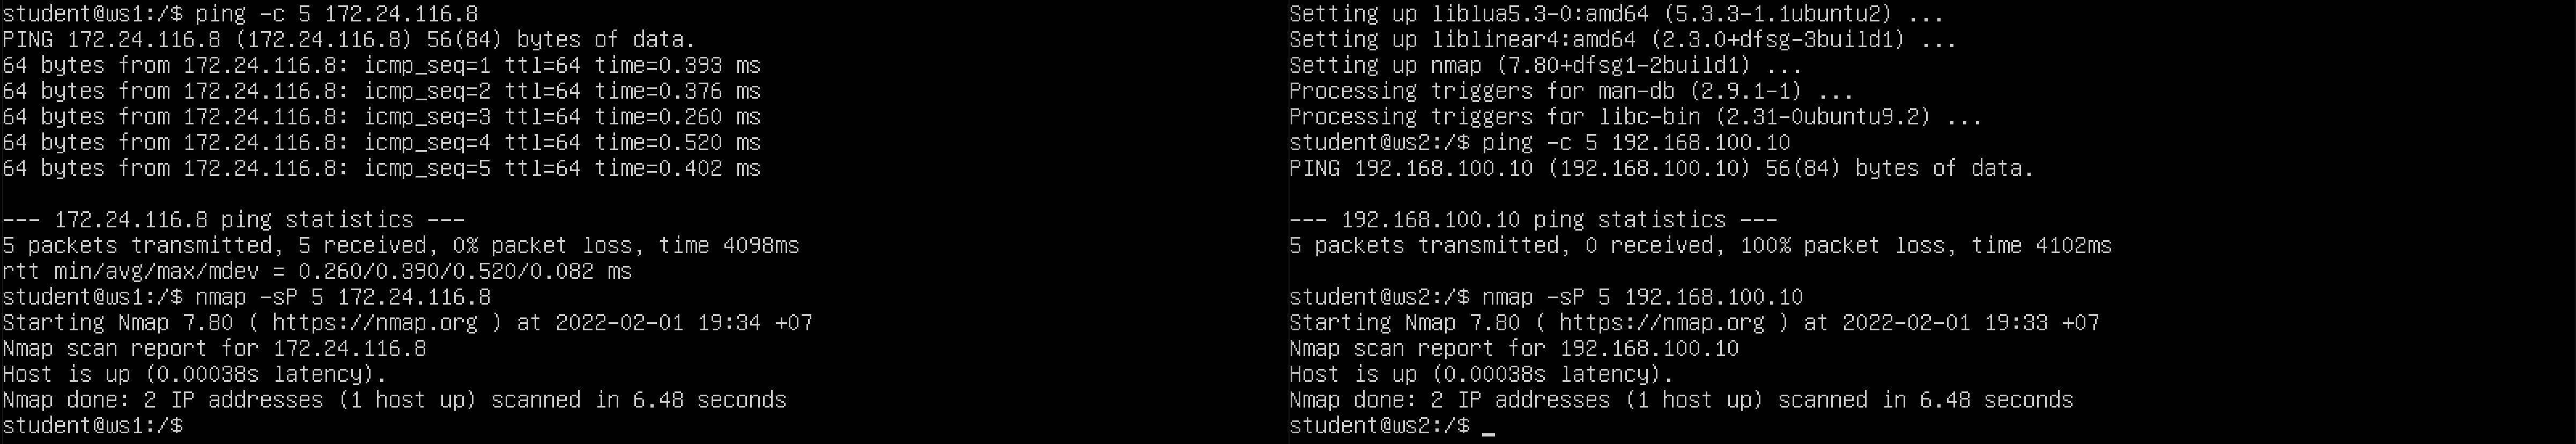 student@ws1:/$ ping -c 5 172.24.116.8
PING 172.24.116.8 (172.24.116.8) 56(84) bytes of data.
64 bytes from 172.24.116.8: icmp_seq=1 ttl=64 time=0.393 ms
64 bytes from 172.24.116.8: icmp_seq=2 ttl=64 time=0.376 ms
64 bytes from 172.24.116.8: icmp_seq=3 ttl=64 time=0.260 ms
64 bytes from 172.24.116.8: icmp_seq=4 ttl=64 time=0.520 ms
64 bytes from 172.24.116.8: icmp_seq=5 ttl=64 time=0.402 ms
--- 172.24.116.8 ping statistics ---
5 packets transmitted, 5 received, 0% packet loss, time 4098ms
rtt min/avg/max/mdev = 0.260/0.390/0.520/0.082 ms
student@ws1:/$ nmap -sP 5 172.24.116.8
Starting Nmap 7.80 ( https://nmap.org ) at 2022-02-01 19:34 +07
Nmap scan report for 172.24.116.8
Host is up (0.00038s latency).
Nmap done: 2 IP addresses (1 host up) scanned in 6.48 seconds
student@ws1:/$
Setting up liblua5.3-0:amd64 (5.3.3-1.1ubuntu2) ...
Setting up liblinear4:amd64 (2.3.0+dfsg-3build1) ...
Setting up nmap (7.80+dfsg1-2build1) ...
Processing triggers for man-db (2.9.1-1) ...
Processing triggers for libc-bin (2.31-0ubuntu9.2) ...
student@ws2:/$ ping -c 5 192.168.100.10
PING 192.168.100.10 (192.168.100.10) 56(84) bytes of data.
--- 192.168.100.10 ping statistics ---
5 packets transmitted, 0 received, 100% packet loss, time 4102ms
student@ws2:/$ nmap -sP 5 192.168.100.10
Starting Nmap 7.80 ( https://nmap.org ) at 2022-02-01 19:33 +07
Nmap scan report for 192.168.100.10
Host is up (0.00038s latency).
Nmap done: 2 IP addresses (1 host up) scanned in 6.48 seconds
student@ws2:/$ _